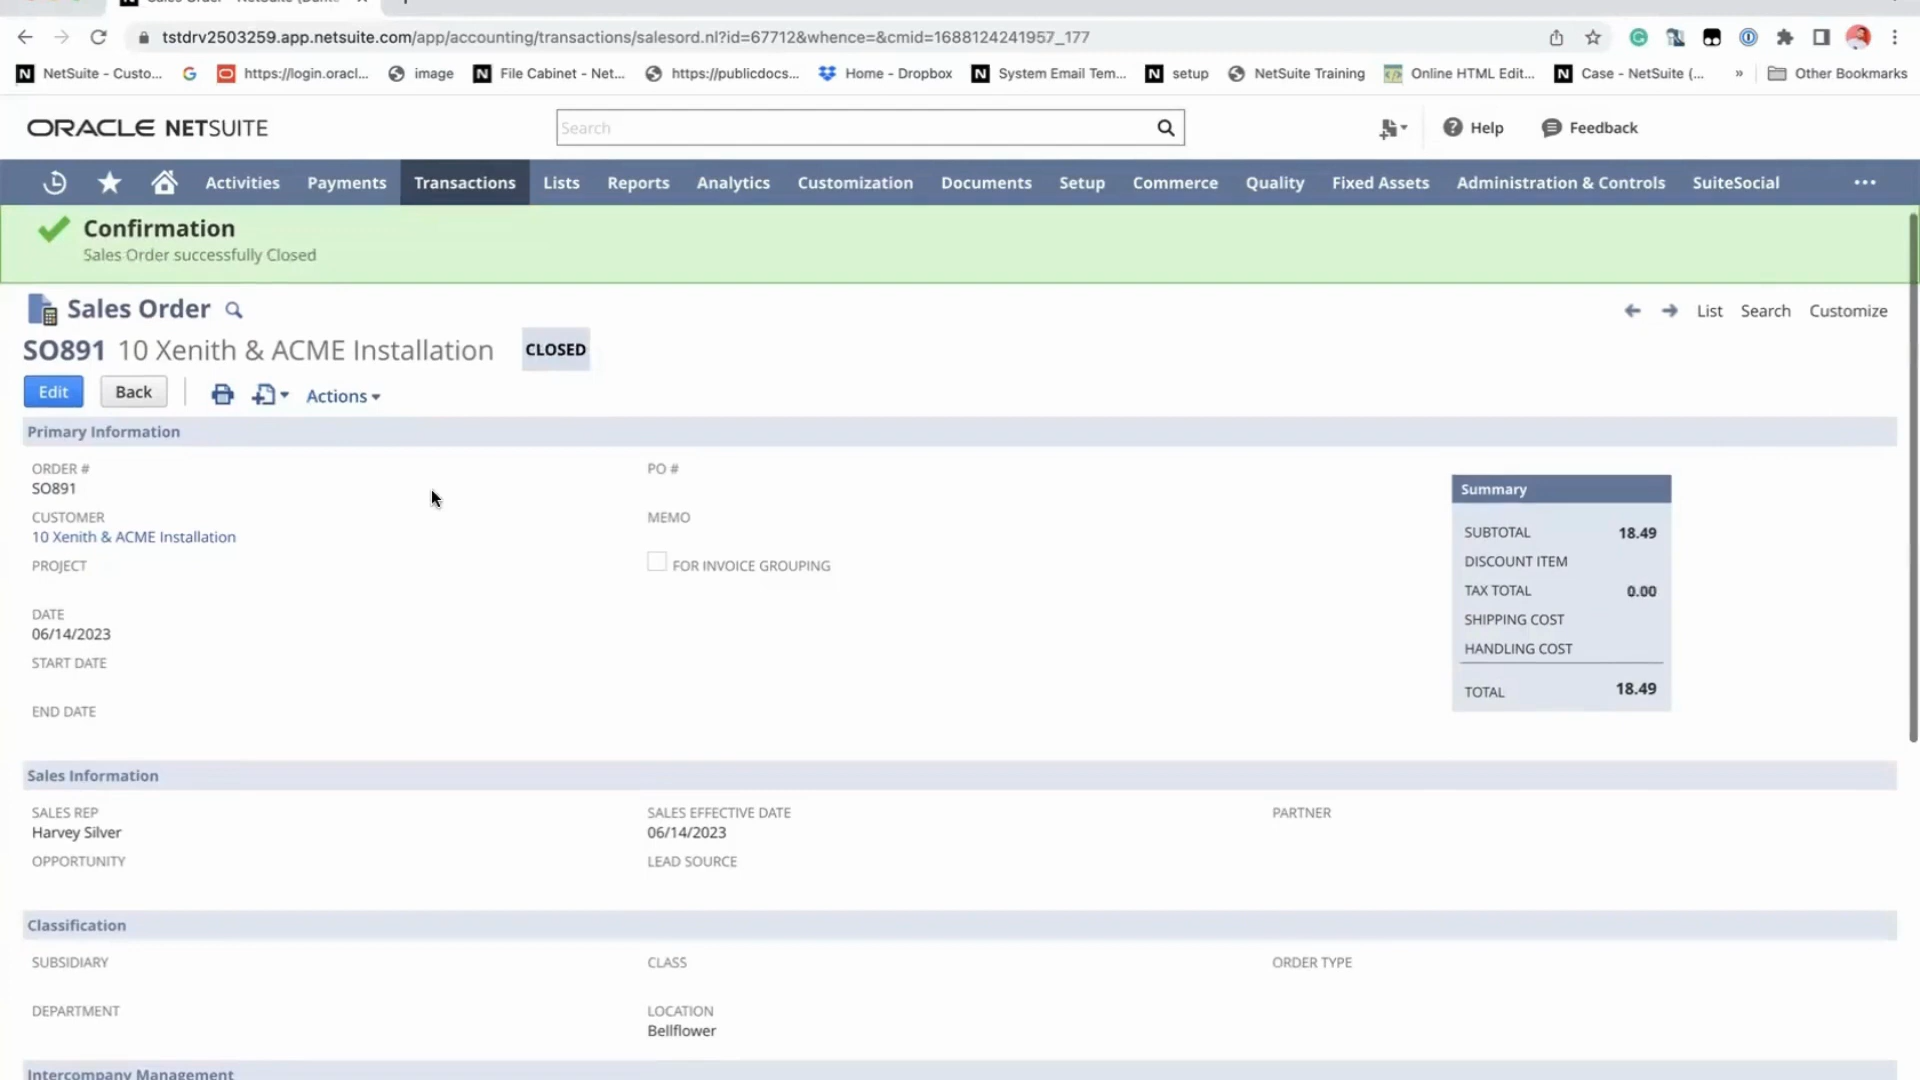 tstdrv2503259.app.netsuite.com/app/accounting/transactions/salesord.nl?id=67712&whence=&cmid=1688124241957_177
NetSuite - Custo... https://login.oracl... image File Cabinet - Net... https://publicdocs... Home - Dropbox System Email Tem... setup NetSuite Training Online HTML Edit... Case - NetSuite (... » Other Bookmarks
ORACLE NETSUITE Search Help Feedback
Activities Payments Transactions Lists Reports Analytics Customization Documents Setup Commerce Quality Fixed Assets Administration & Controls SuiteSocial ...
Confirmation
Sales Order successfully Closed
Sales Order List Search Customize
SO891 10 Xenith & ACME Installation CLOSED
Edit Back Actions
Primary Information
ORDER # PO #
SO891
Summary
CUSTOMER MEMO
10 Xenith & ACME Installation
SUBTOTAL 18.49
PROJECT FOR INVOICE GROUPING DISCOUNT ITEM
TAX TOTAL 0.00
DATE SHIPPING COST
06/14/2023
HANDLING COST
START DATE
TOTAL 18.49
END DATE
Sales Information
SALES REP SALES EFFECTIVE DATE PARTNER
Harvey Silver 06/14/2023
OPPORTUNITY LEAD SOURCE
Classification
SUBSIDIARY CLASS ORDER TYPE
DEPARTMENT LOCATION
Bellflower
Intercompany Management